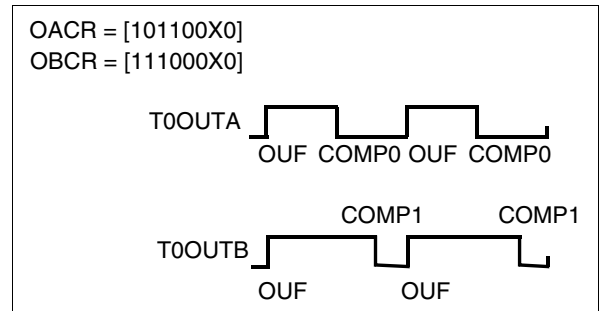 OACR = [101100X0]
OBCR = [111000X0]
T0OUTA
OUF COMP0 OUF COMP0
COMP1 COMP1
T0OUTB
OUF OUF